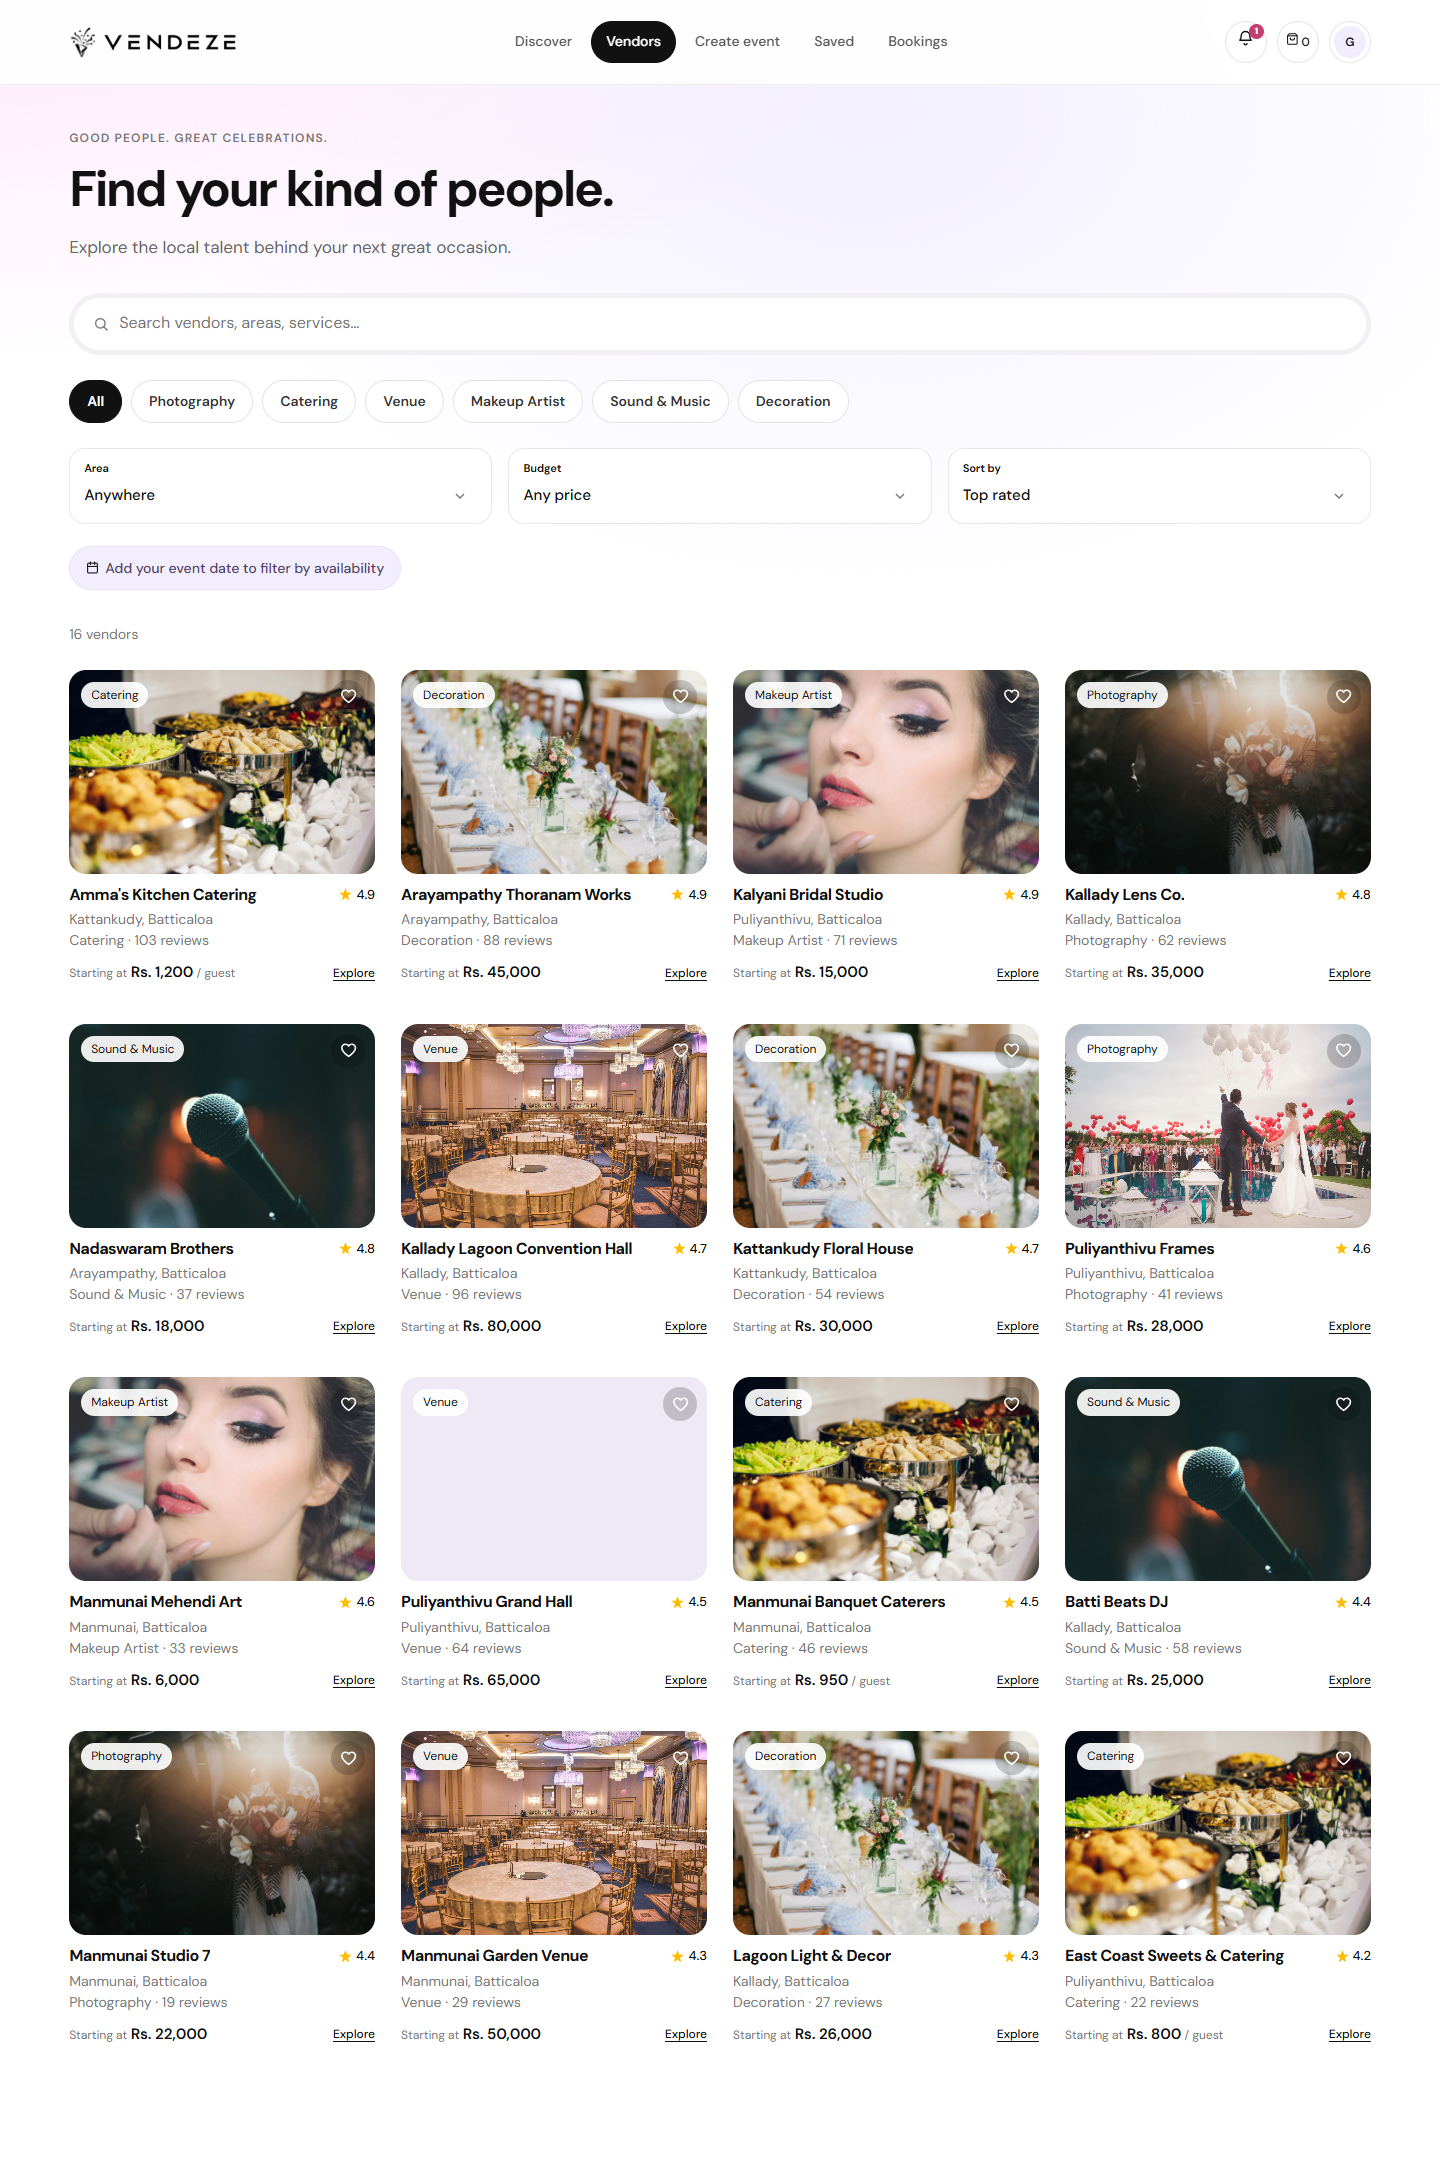 VENDEZE
Discover
Vendors
Create event
Saved
Bookings
1
0
G
GOOD PEOPLE. GREAT CELEBRATIONS.
Find your kind of people.
Explore the local talent behind your next great occasion.
Search vendors, areas, services...
All
Photography
Catering
Venue
Makeup Artist
Sound & Music
Decoration
Area
Anywhere
Budget
Any price
Sort by
Top rated
Add your event date to filter by availability
16 vendors
Catering
Amma's Kitchen Catering 4.9
Kattankudy, Batticaloa
Catering · 103 reviews
Starting at Rs. 1,200 / guest Explore
Decoration
Arayampathy Thoranam Works 4.9
Arayampathy, Batticaloa
Decoration · 88 reviews
Starting at Rs. 45,000 Explore
Makeup Artist
Kalyani Bridal Studio 4.9
Puliyanthivu, Batticaloa
Makeup Artist · 71 reviews
Starting at Rs. 15,000 Explore
Photography
Kallady Lens Co. 4.8
Kallady, Batticaloa
Photography · 62 reviews
Starting at Rs. 35,000 Explore
Sound & Music
Nadaswaram Brothers 4.8
Arayampathy, Batticaloa
Sound & Music · 37 reviews
Starting at Rs. 18,000 Explore
Venue
Kallady Lagoon Convention Hall 4.7
Kallady, Batticaloa
Venue · 96 reviews
Starting at Rs. 80,000 Explore
Decoration
Kattankudy Floral House 4.7
Kattankudy, Batticaloa
Decoration · 54 reviews
Starting at Rs. 30,000 Explore
Photography
Puliyanthivu Frames 4.6
Puliyanthivu, Batticaloa
Photography · 41 reviews
Starting at Rs. 28,000 Explore
Makeup Artist
Manmunai Mehendi Art 4.6
Manmunai, Batticaloa
Makeup Artist · 33 reviews
Starting at Rs. 6,000 Explore
Venue
Puliyanthivu Grand Hall 4.5
Puliyanthivu, Batticaloa
Venue · 64 reviews
Starting at Rs. 65,000 Explore
Catering
Manmunai Banquet Caterers 4.5
Manmunai, Batticaloa
Catering · 46 reviews
Starting at Rs. 950 / guest Explore
Sound & Music
Batti Beats DJ 4.4
Kallady, Batticaloa
Sound & Music · 58 reviews
Starting at Rs. 25,000 Explore
Photography
Manmunai Studio 7 4.4
Manmunai, Batticaloa
Photography · 19 reviews
Starting at Rs. 22,000 Explore
Venue
Manmunai Garden Venue 4.3
Manmunai, Batticaloa
Venue · 29 reviews
Starting at Rs. 50,000 Explore
Decoration
Lagoon Light & Decor 4.3
Kallady, Batticaloa
Decoration · 27 reviews
Starting at Rs. 26,000 Explore
Catering
East Coast Sweets & Catering 4.2
Puliyanthivu, Batticaloa
Catering · 22 reviews
Starting at Rs. 800 / guest Explore